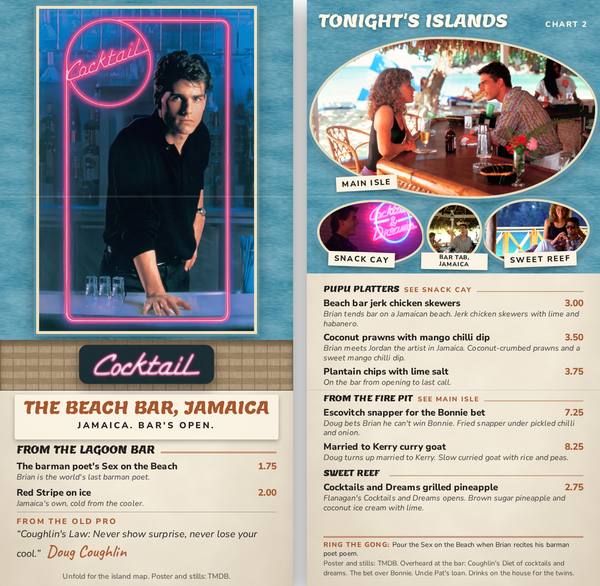 Cocktail
Cocktail
THE BEACH BAR, JAMAICA
JAMAICA. BAR'S OPEN.
FROM THE LAGOON BAR
The barman poet's Sex on the Beach 1.75
Brian is the world's last barman poet.
Red Stripe on ice 2.00
Jamaica's own, cold from the cooler.
FROM THE OLD PRO
"Coughlin's Law: Never show surprise, never lose your
cool." Doug Coughlin
Unfold for the island map. Poster and stills: TMDB.
TONIGHT'S ISLANDS
CHART 2
MAIN ISLE
Cocktails
& Dreams
SNACK CAY
BAR TAB,
JAMAICA
SWEET REEF
PUPU PLATTERS SEE SNACK CAY
Beach bar jerk chicken skewers 3.00
Brian tends bar on a Jamaican beach. Jerk chicken skewers with lime and
habanero.
Coconut prawns with mango chilli dip 3.50
Brian meets Jordan the artist in Jamaica. Coconut-crumbed prawns and a
sweet mango chilli dip.
Plantain chips with lime salt 3.75
On the bar from opening to last call.
FROM THE FIRE PIT SEE MAIN ISLE
Escovitch snapper for the Bonnie bet 7.25
Doug bets Brian he can't win Bonnie. Fried snapper under pickled chilli
and onion.
Married to Kerry curry goat 8.25
Doug turns up married to Kerry. Slow curried goat with rice and peas.
SWEET REEF
Cocktails and Dreams grilled pineapple 2.75
Flanagan's Cocktails and Dreams opens. Brown sugar pineapple and
coconut ice cream with lime.
RING THE GONG: Pour the Sex on the Beach when Brian recites his barman
poet poem.
Poster and stills: TMDB. Overheard at the bar: Coughlin's Diet of cocktails and
dreams. The bet over Bonnie. Uncle Pat's loan. Drinks on the house for the twins.